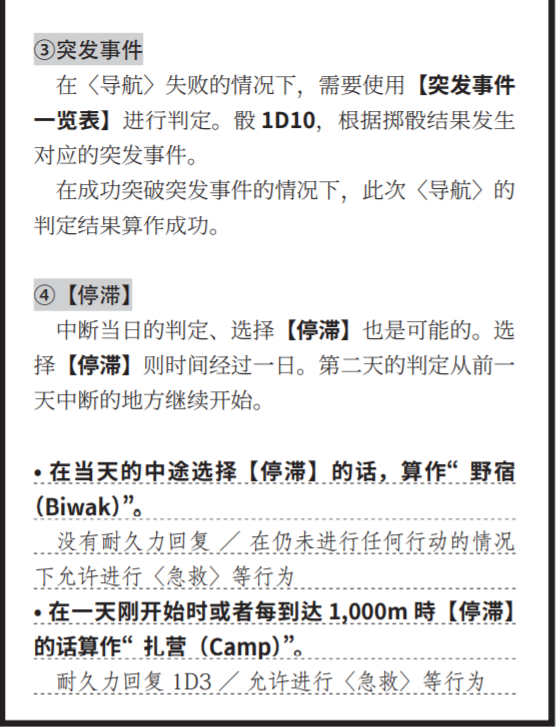 ③突发事件
在〈导航〉失败的情况下，需要使用【突发事件
一览表】进行判定。骰 1D10，根据掷骰结果发生
对应的突发事件。
在成功突破突发事件的情况下，此次〈导航〉的
判定结果算作成功。
④【停滞】
中断当日的判定、选择【停滞】也是可能的。选
择【停滞】则时间经过一日。第二天的判定从前一
天中断的地方继续开始。
• 在当天的中途选择【停滞】的话，算作“ 野宿
（Biwak）”。
没有耐久力回复 ／ 在仍未进行任何行动的情况
下允许进行〈急救〉等行为
• 在一天刚开始时或者每到达 1,000m 時【停滞】
的话算作“ 扎营（Camp）”。
耐久力回复 1D3 ／ 允许进行〈急救〉等行为